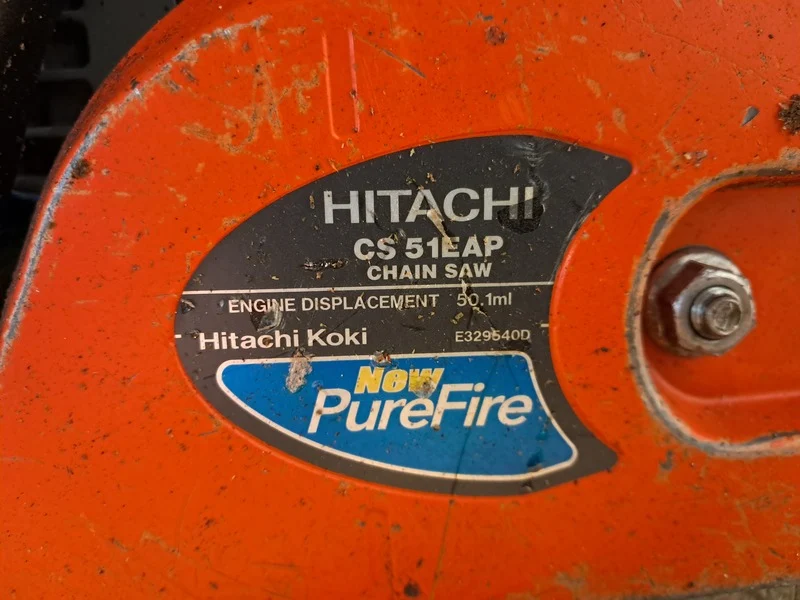 HITACHI
CS 51EAP
CHAIN SAW
ENGINE DISPLACEMENT 50.1ml
Hitachi Koki E329540D
New
PureFire